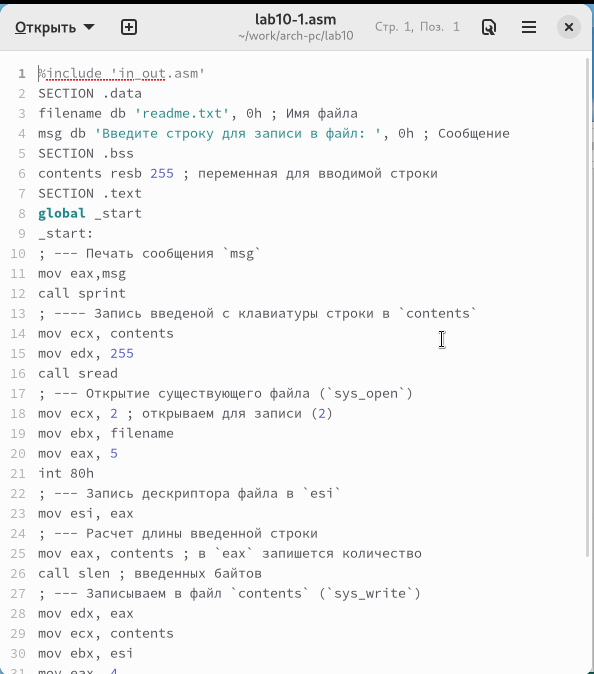 Открыть
lab10-1.asm
~/work/arch-pc/lab10
Стр. 1, Поз. 1
1 %include 'in_out.asm'
2 SECTION .data
3 filename db 'readme.txt', 0h ; Имя файла
4 msg db 'Введите строку для записи в файл: ', 0h ; Сообщение
5 SECTION .bss
6 contents resb 255 ; переменная для вводимой строки
7 SECTION .text
8 global _start
9 _start:
10 ; --- Печать сообщения `msg`
11 mov eax,msg
12 call sprint
13 ; ---- Запись введеной с клавиатуры строки в `contents`
14 mov ecx, contents
15 mov edx, 255
16 call sread
17 ; --- Открытие существующего файла (`sys_open`)
18 mov ecx, 2 ; открываем для записи (2)
19 mov ebx, filename
20 mov eax, 5
21 int 80h
22 ; --- Запись дескриптора файла в `esi`
23 mov esi, eax
24 ; --- Расчет длины введенной строки
25 mov eax, contents ; в `eax` запишется количество
26 call slen ; введенных байтов
27 ; --- Записываем в файл `contents` (`sys_write`)
28 mov edx, eax
29 mov ecx, contents
30 mov ebx, esi
31 mov eax, 4